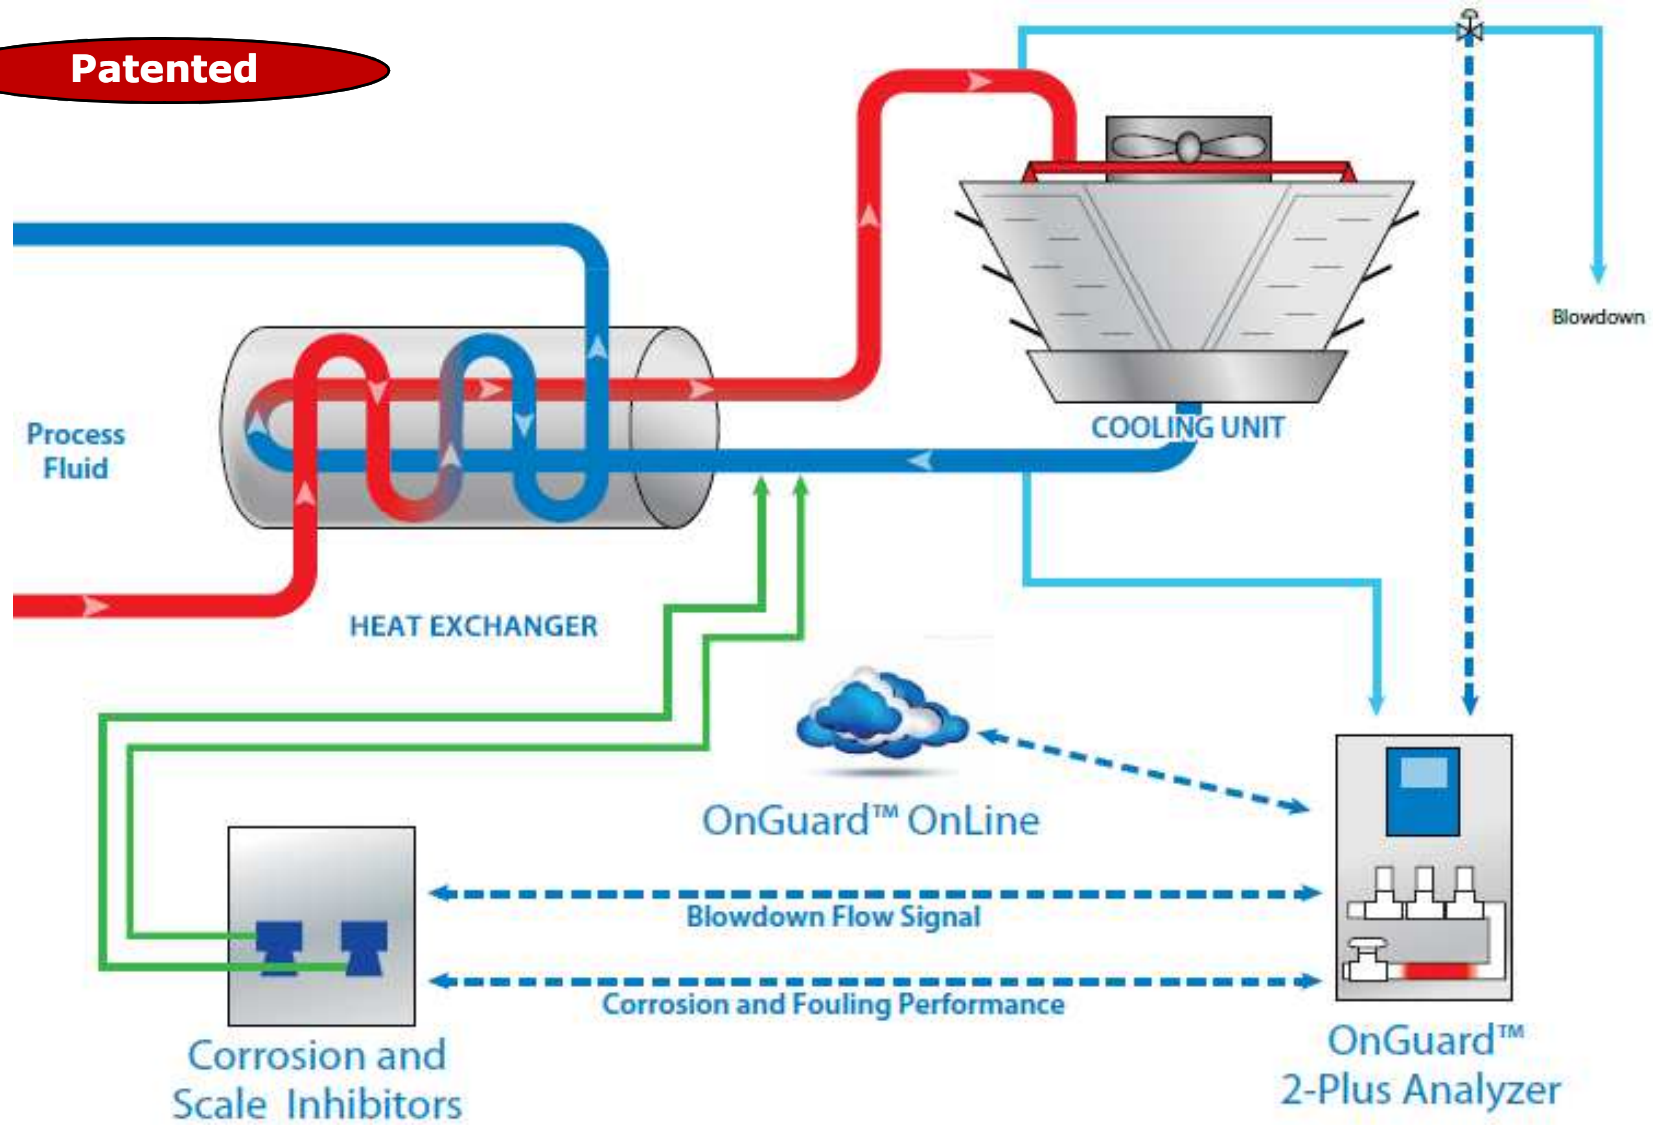 Patented
Blowdown
Process
Fluid
COOLING UNIT
HEAT EXCHANGER
OnGuard™ OnLine
Blowdown Flow Signal
Corrosion and Fouling Performance
Corrosion and
Scale Inhibitors
OnGuard™
2-Plus Analyzer